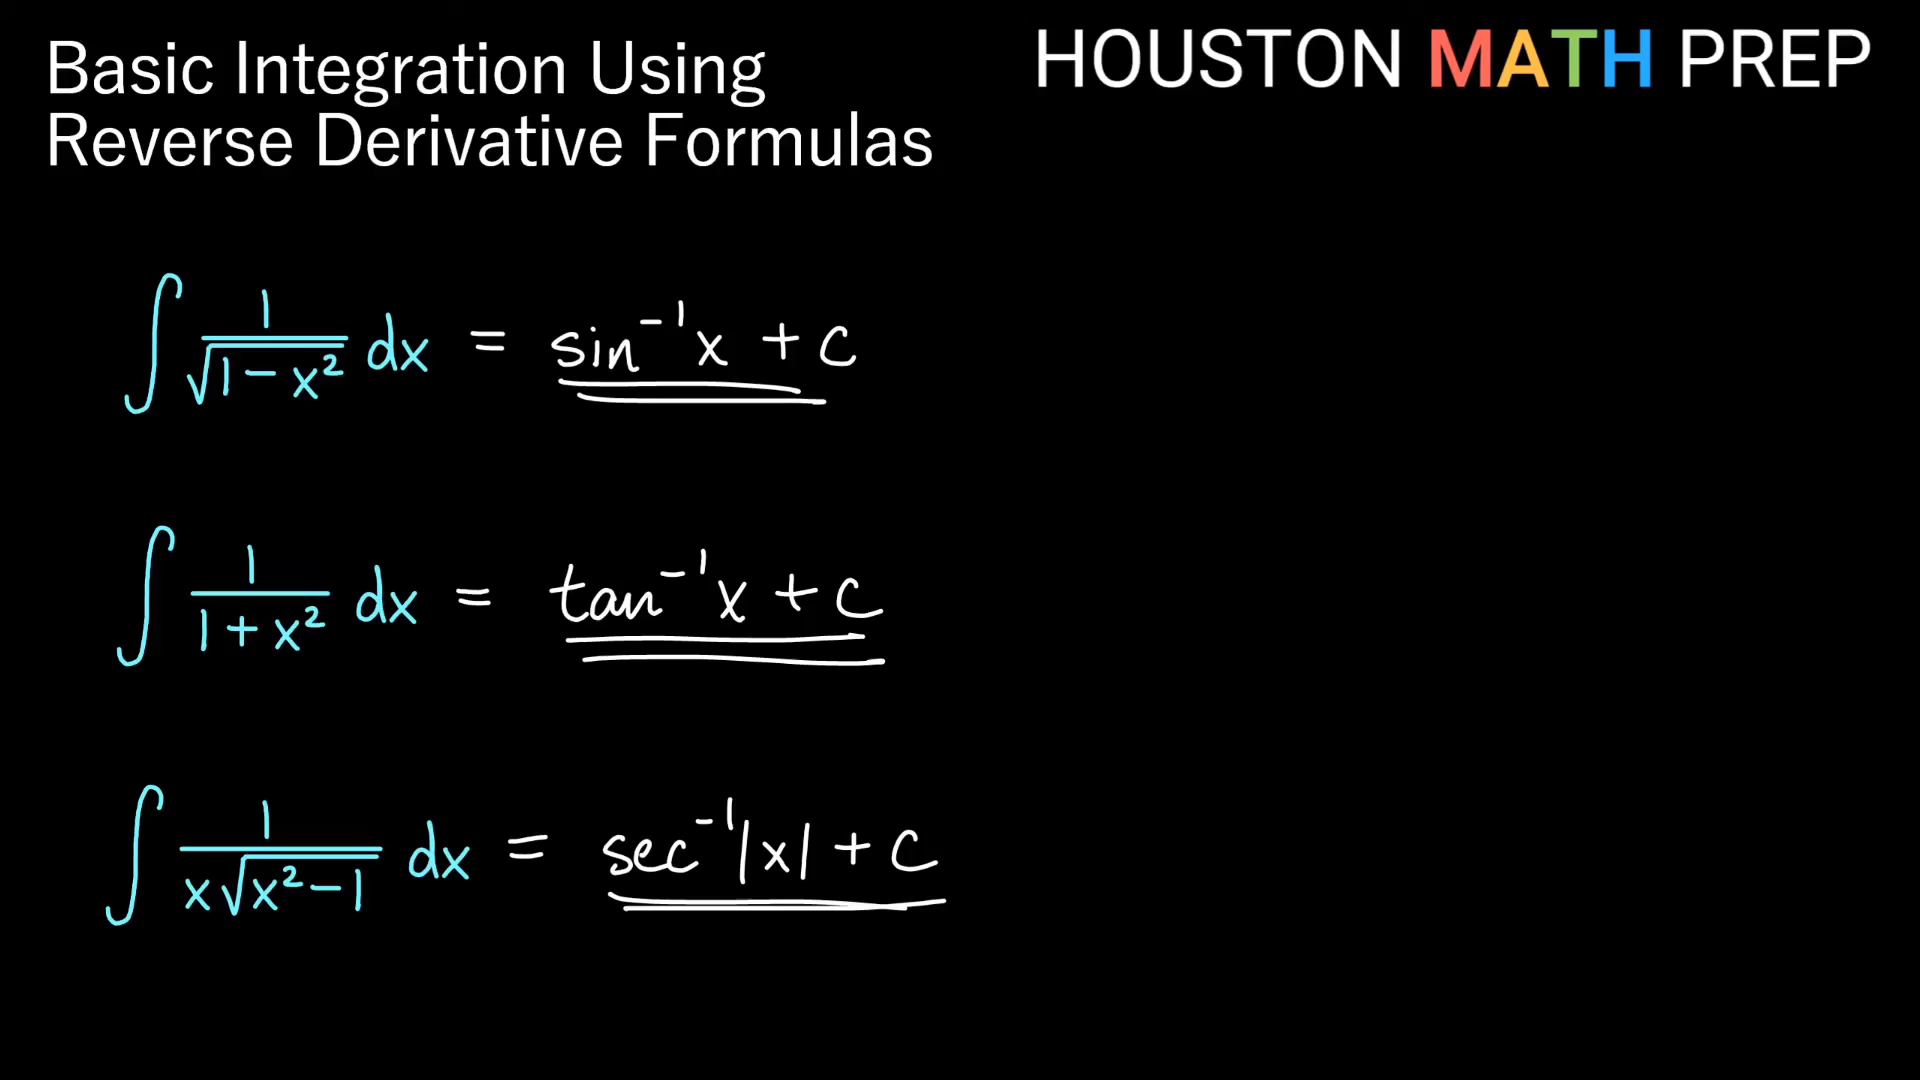 Basic Integration Using
Reverse Derivative Formulas
HOUSTON MATH PREP
∫ 1/√(1 − x²) dx = sin⁻¹x + c
∫ 1/(1 + x²) dx = tan⁻¹x + c
∫ 1/(x√(x² − 1)) dx = sec⁻¹|x| + c